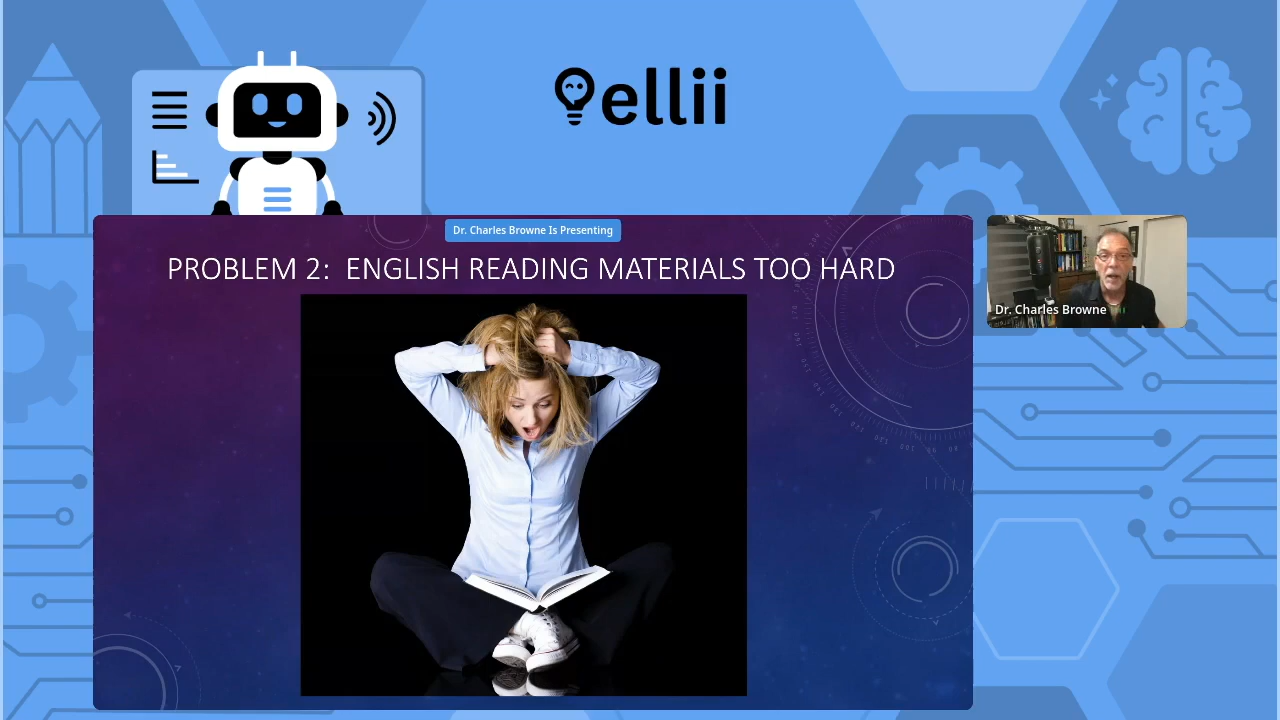 ellii
Dr. Charles Browne Is Presenting
PROBLEM 2: ENGLISH READING MATERIALS TOO HARD
Dr. Charles Browne